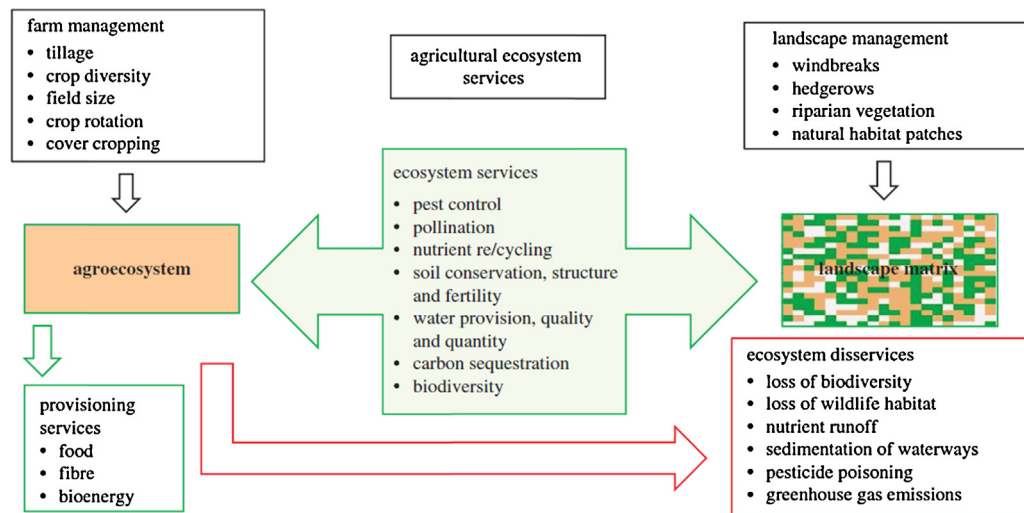 farm management
• tillage
• crop diversity
• field size
• crop rotation
• cover cropping
agricultural ecosystem
services
landscape management
• windbreaks
• hedgerows
• riparian vegetation
• natural habitat patches
agroecosystem
ecosystem services
• pest control
• pollination
• nutrient re/cycling
• soil conservation, structure
and fertility
• water provision, quality
and quantity
• carbon sequestration
• biodiversity
landscape matrix
provisioning
services
• food
• fibre
• bioenergy
ecosystem disservices
• loss of biodiversity
• loss of wildlife habitat
• nutrient runoff
• sedimentation of waterways
• pesticide poisoning
• greenhouse gas emissions